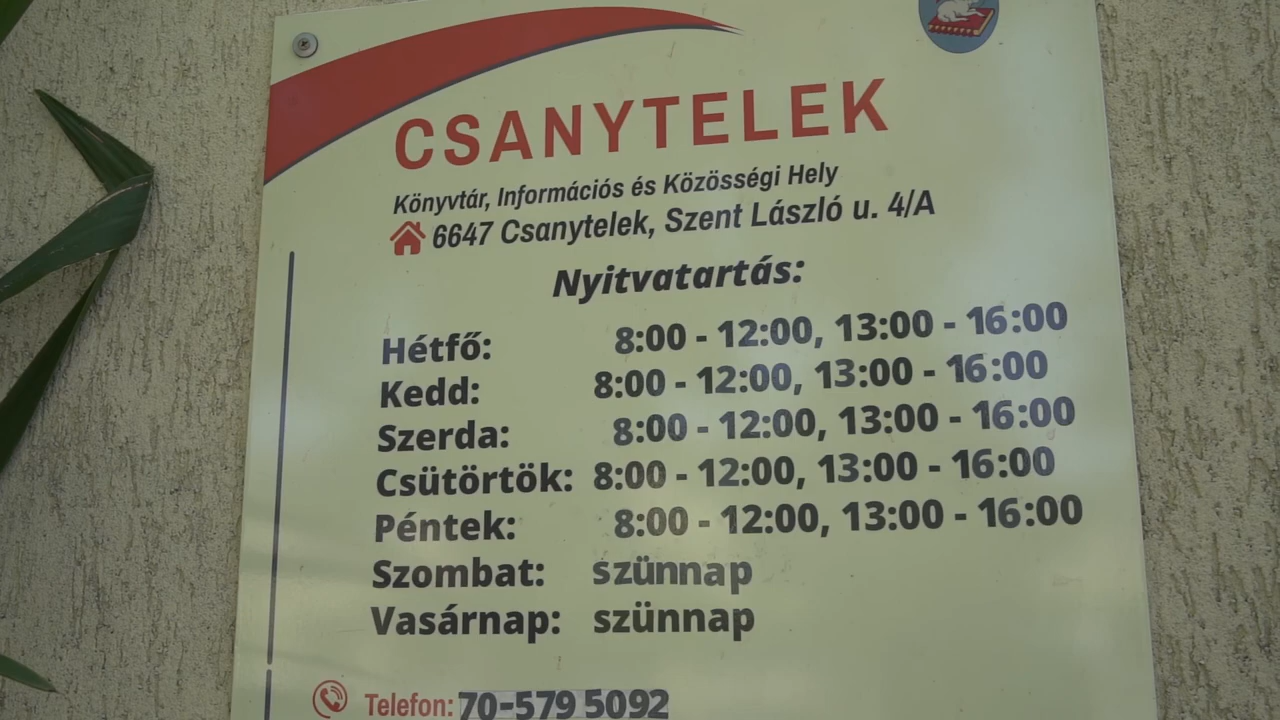 CSANYTELEK
Könyvtár, Információs és Közösségi Hely
6647 Csanytelek, Szent László u. 4/A
Nyitvatartás:
Hétfő: 8:00 - 12:00, 13:00 - 16:00
Kedd: 8:00 - 12:00, 13:00 - 16:00
Szerda: 8:00 - 12:00, 13:00 - 16:00
Csütörtök: 8:00 - 12:00, 13:00 - 16:00
Péntek: 8:00 - 12:00, 13:00 - 16:00
Szombat: szünnap
Vasárnap: szünnap
Telefon: 70-579 5092